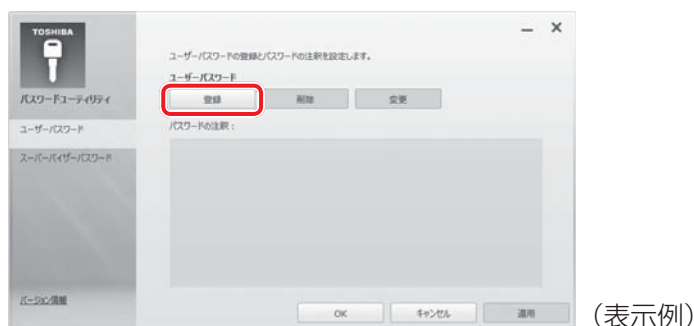 TOSHIBA
パスワードユーティリティ
ユーザーパスワード
スーパーバイザーパスワード
バージョン情報
ユーザーパスワードの登録とパスワードの注釈を設定します。
ユーザーパスワード
登録 削除 変更
パスワードの注釈：
OK キャンセル 適用
（表示例）